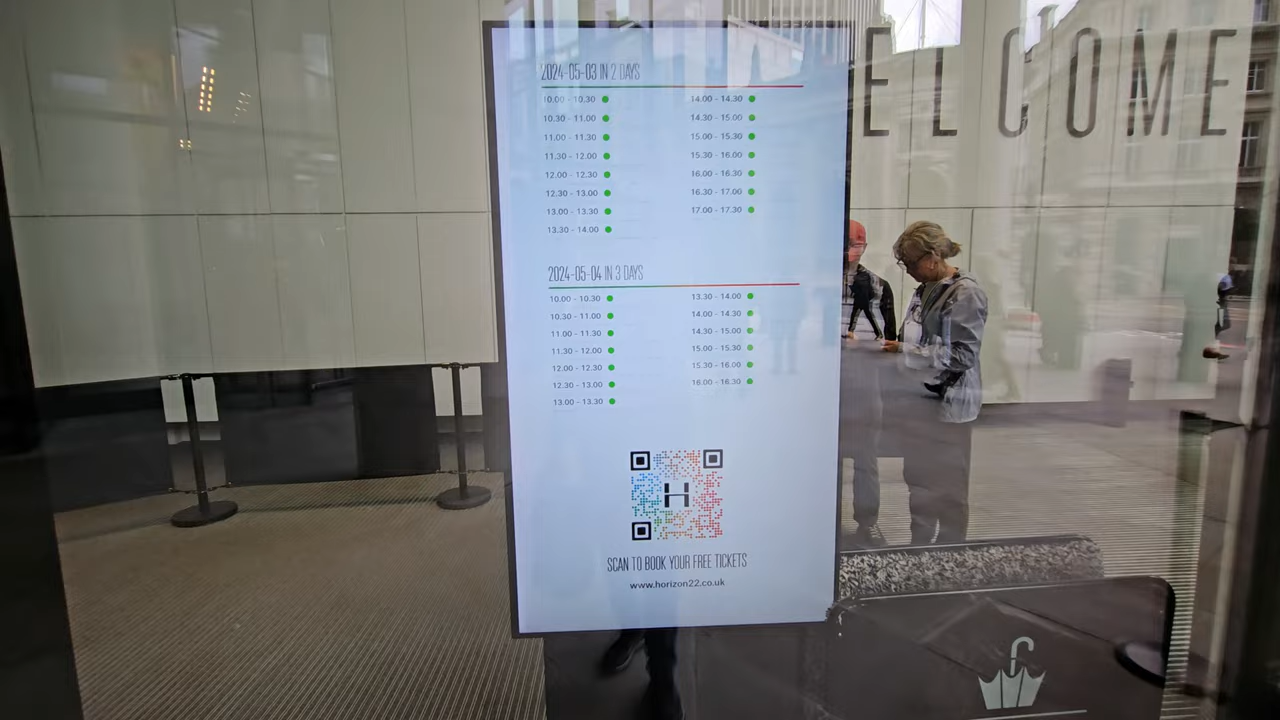 ELCOME
2024-05-03 IN 2 DAYS
10.00 - 10.30 14.00 - 14.30
10.30 - 11.00 14.30 - 15.00
11.00 - 11.30 15.00 - 15.30
11.30 - 12.00 15.30 - 16.00
12.00 - 12.30 16.00 - 16.30
12.30 - 13.00 16.30 - 17.00
13.00 - 13.30 17.00 - 17.30
13.30 - 14.00
2024-05-04 IN 3 DAYS
10.00 - 10.30 13.30 - 14.00
10.30 - 11.00 14.00 - 14.30
11.00 - 11.30 14.30 - 15.00
11.30 - 12.00 15.00 - 15.30
12.00 - 12.30 15.30 - 16.00
12.30 - 13.00 16.00 - 16.30
13.00 - 13.30
H
SCAN TO BOOK YOUR FREE TICKETS
www.horizon22.co.uk